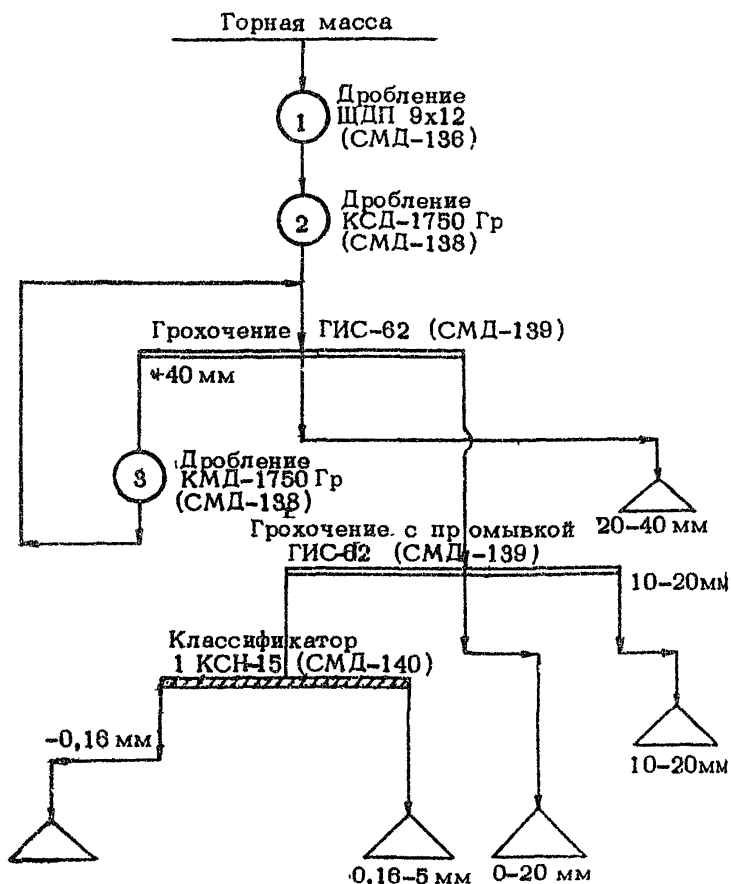 Горная масса
1
Дробление
ЩДП 9х12
(СМД-136)
2
Дробление
КСД-1750 Гр
(СМД-138)
Грохочение ГИС-62 (СМД-139)
+40 мм
3
Дробление
КМД-1750 Гр
(СМД-138)
20-40 мм
Грохочение с промывкой
ГИС-62 (СМД-139)
10-20мм
Классификатор
1 КСН-15 (СМД-140)
-0,16 мм
10-20мм
0,16-5 мм
0-20 мм